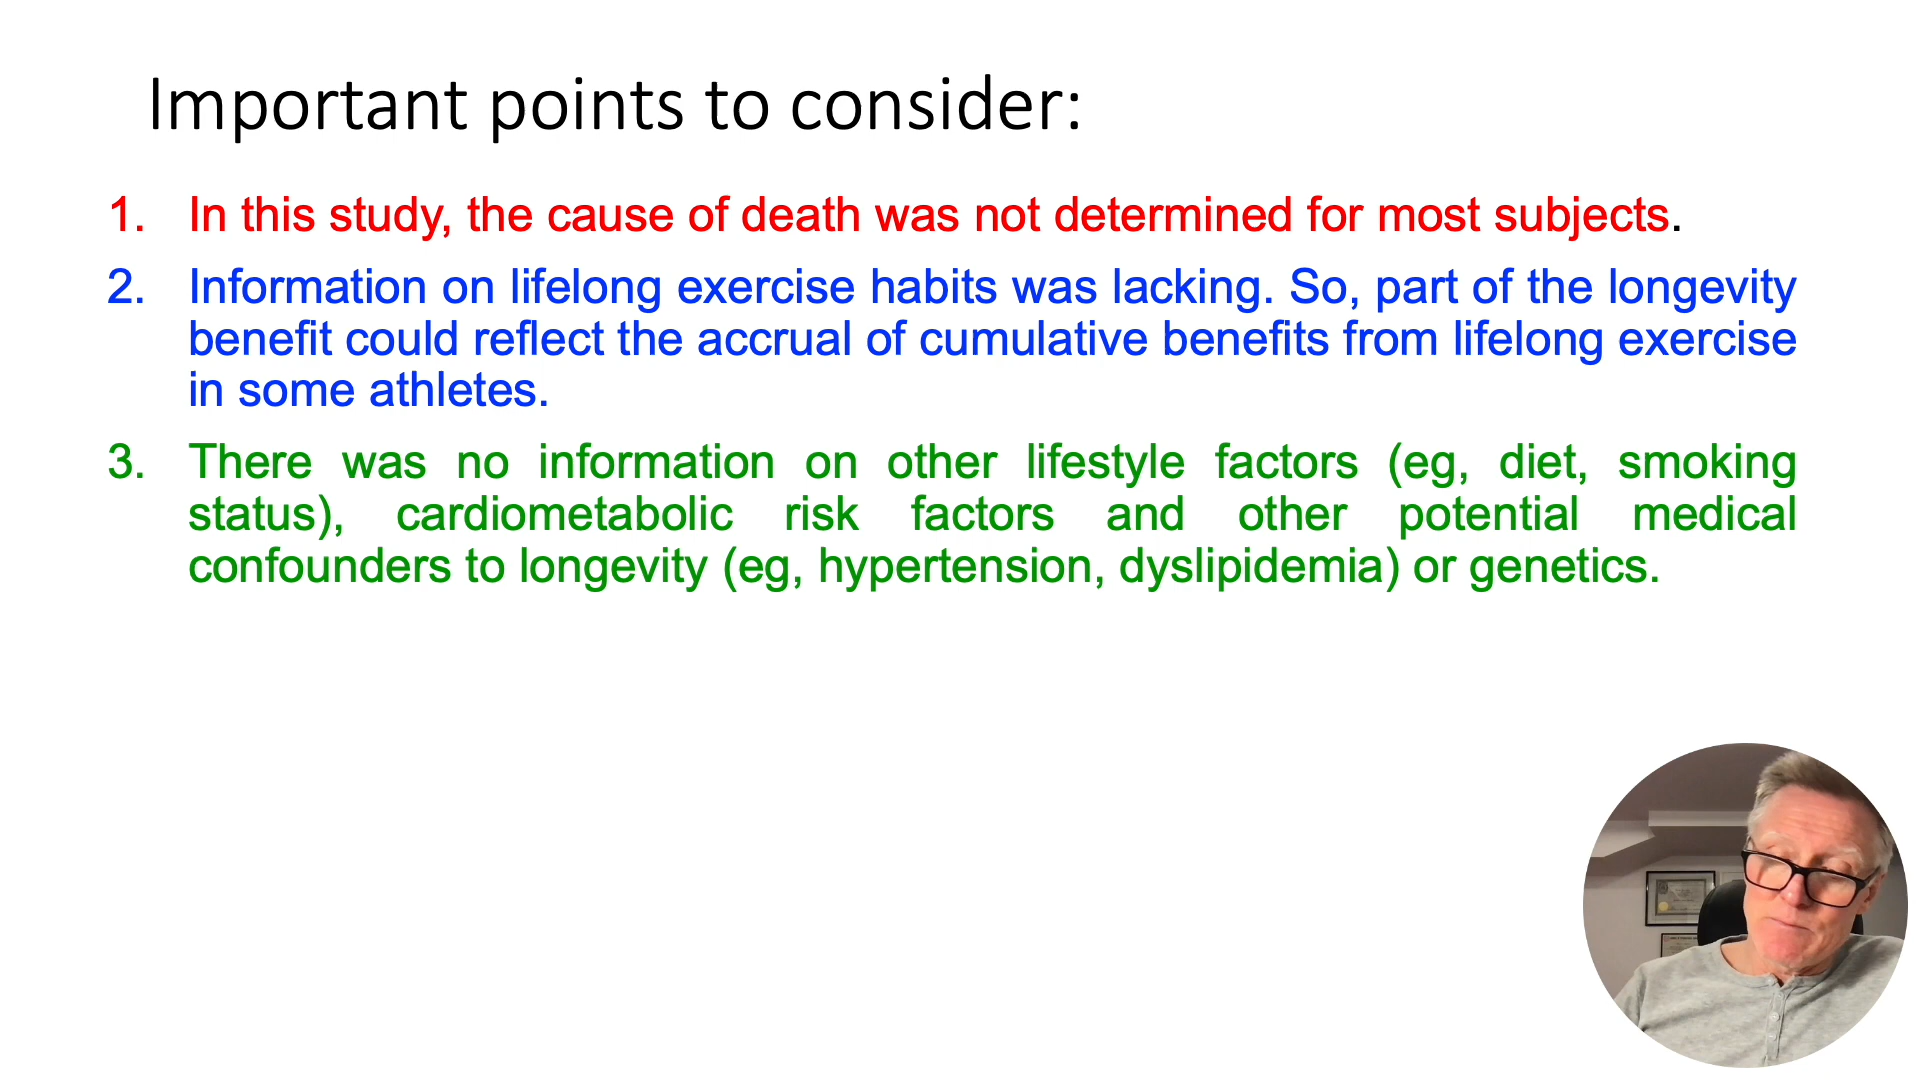 Important points to consider:
1. In this study, the cause of death was not determined for most subjects.
2. Information on lifelong exercise habits was lacking. So, part of the longevity
benefit could reflect the accrual of cumulative benefits from lifelong exercise
in some athletes.
3. There was no information on other lifestyle factors (eg, diet, smoking
status), cardiometabolic risk factors and other potential medical
confounders to longevity (eg, hypertension, dyslipidemia) or genetics.